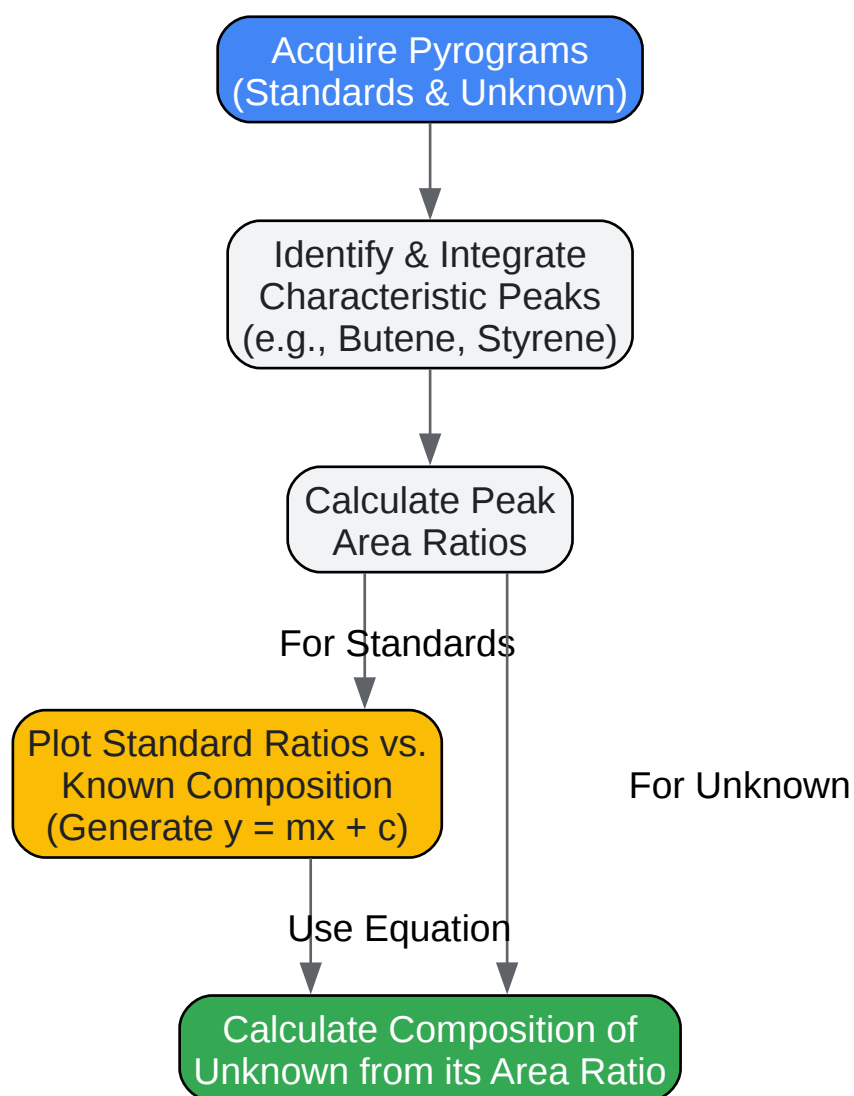 Acquire Pyrograms
(Standards & Unknown)
Identify & Integrate
Characteristic Peaks
(e.g., Butene, Styrene)
Calculate Peak
Area Ratios
For Standards
Plot Standard Ratios vs.
Known Composition
(Generate y = mx + c)
For Unknown
Use Equation
Calculate Composition of
Unknown from its Area Ratio